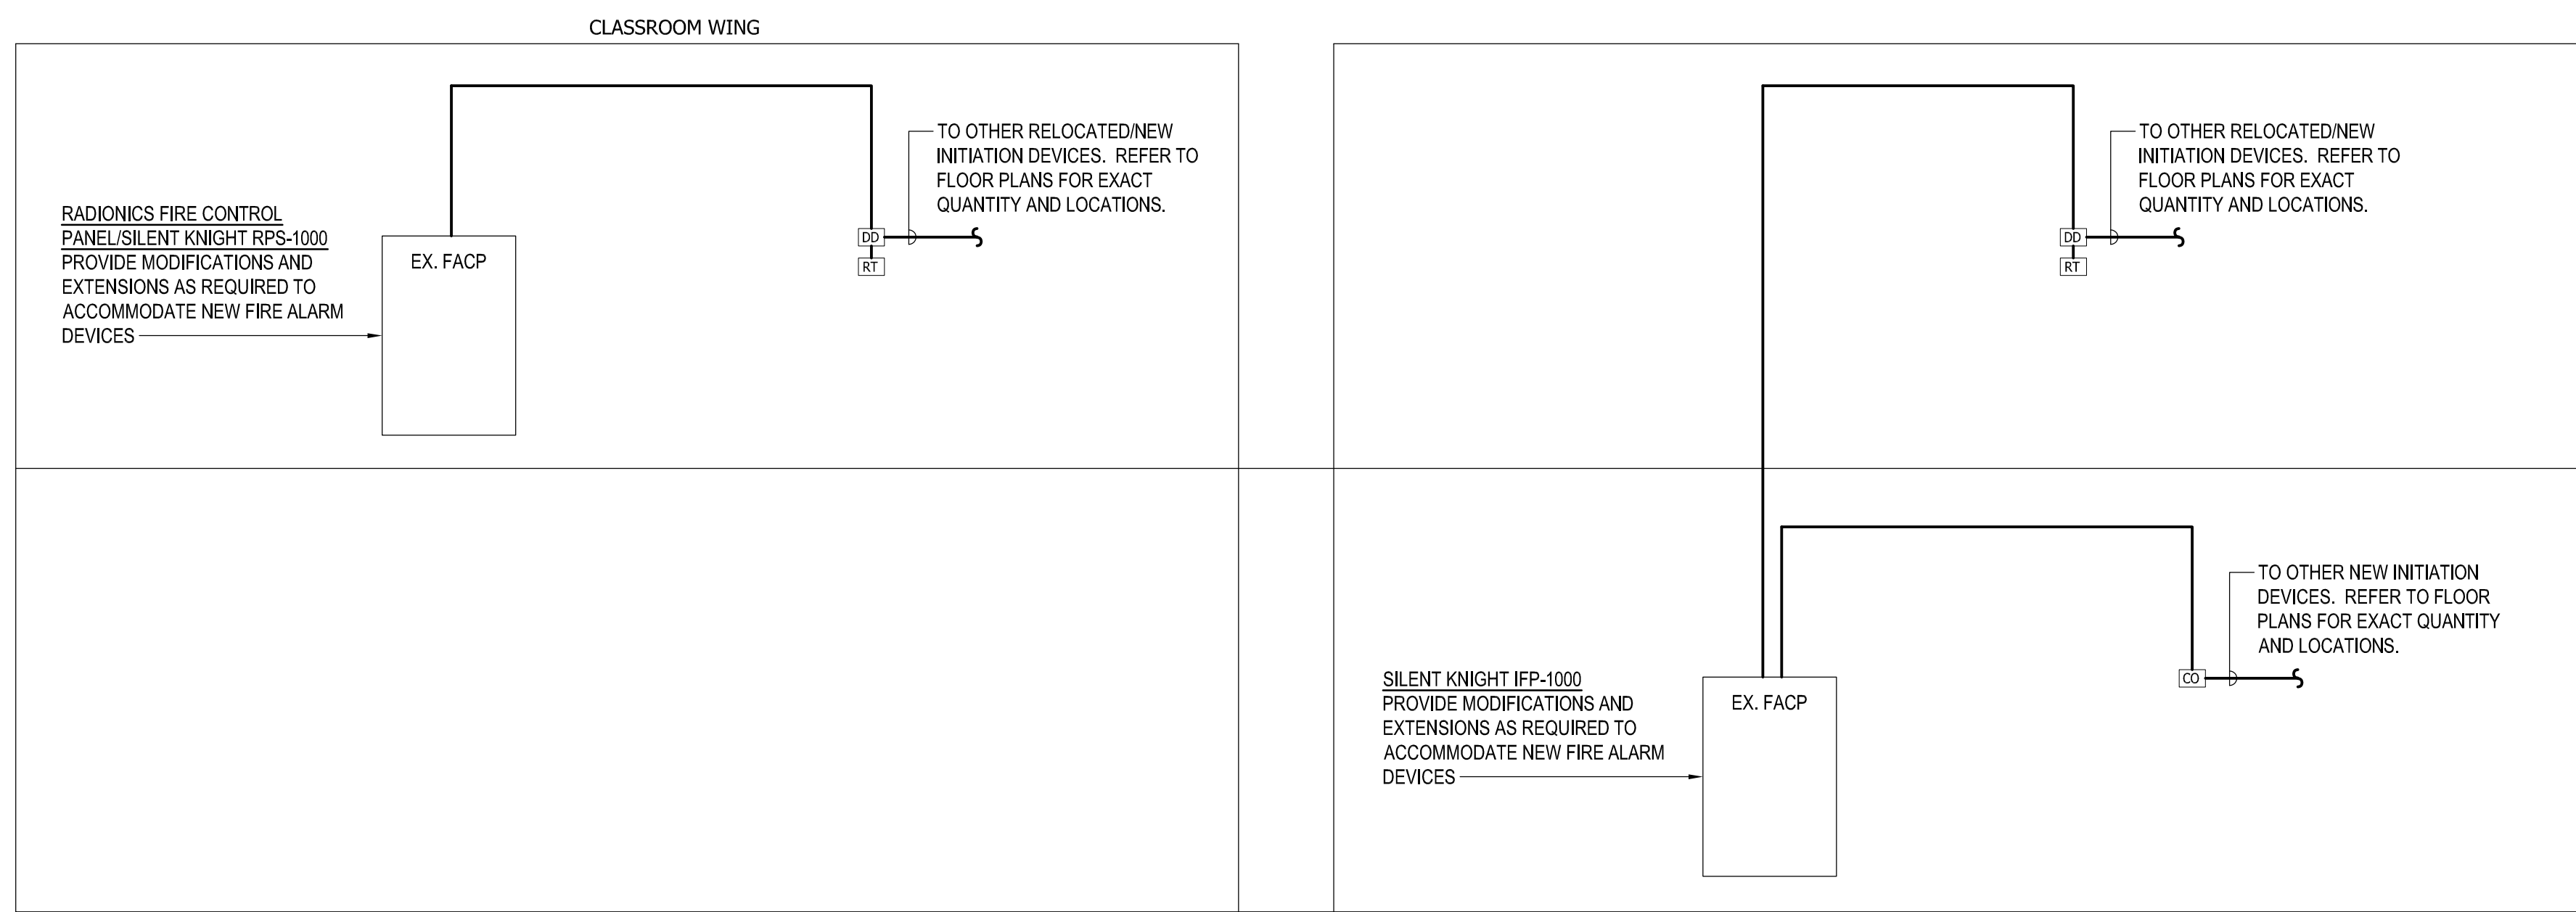 CLASSROOM WING
RADIONICS FIRE CONTROL
PANEL/SILENT KNIGHT RPS-1000
PROVIDE MODIFICATIONS AND
EXTENSIONS AS REQUIRED TO
ACCOMMODATE NEW FIRE ALARM
DEVICES
EX. FACP
TO OTHER RELOCATED/NEW
INITIATION DEVICES. REFER TO
FLOOR PLANS FOR EXACT
QUANTITY AND LOCATIONS.
DD
RT
TO OTHER RELOCATED/NEW
INITIATION DEVICES. REFER TO
FLOOR PLANS FOR EXACT
QUANTITY AND LOCATIONS.
DD
RT
SILENT KNIGHT IFP-1000
PROVIDE MODIFICATIONS AND
EXTENSIONS AS REQUIRED TO
ACCOMMODATE NEW FIRE ALARM
DEVICES
EX. FACP
TO OTHER NEW INITIATION
DEVICES. REFER TO FLOOR
PLANS FOR EXACT QUANTITY
AND LOCATIONS.
CO